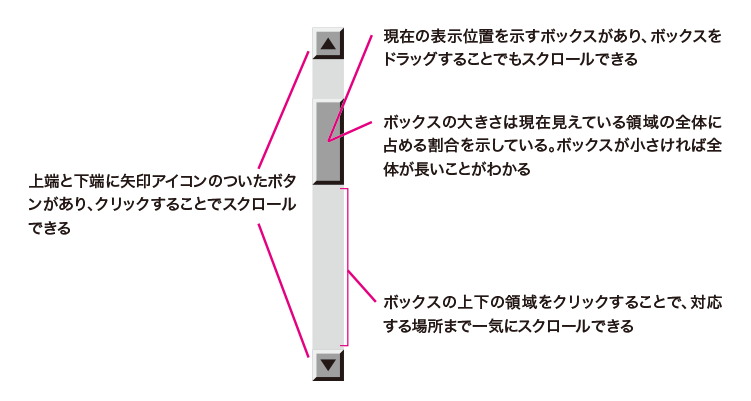 現在の表示位置を示すボックスがあり、ボックスを
ドラッグすることでもスクロールできる
ボックスの大きさは現在見えている領域の全体に
占める割合を示している。ボックスが小さければ全
体が長いことがわかる
上端と下端に矢印アイコンのついたボタ
ンがあり、クリックすることでスクロール
できる
ボックスの上下の領域をクリックすることで、対応
する場所まで一気にスクロールできる